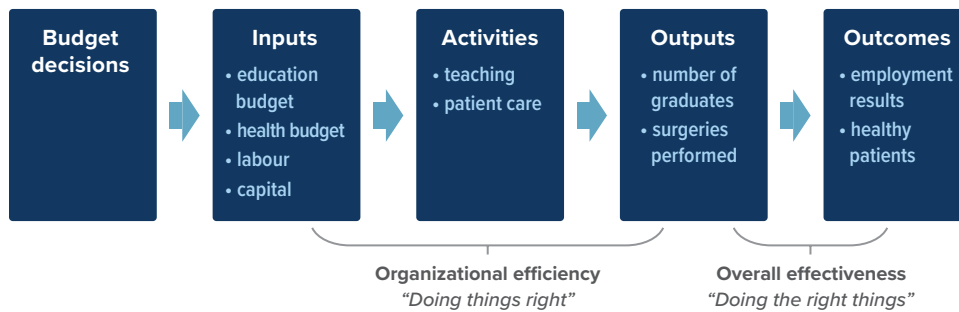 Budget
decisions
Inputs
• education
budget
• health budget
• labour
• capital
Activities
• teaching
• patient care
Outputs
• number of
graduates
• surgeries
performed
Outcomes
• employment
results
• healthy
patients
Organizational efficiency
“Doing things right”
Overall effectiveness
“Doing the right things”